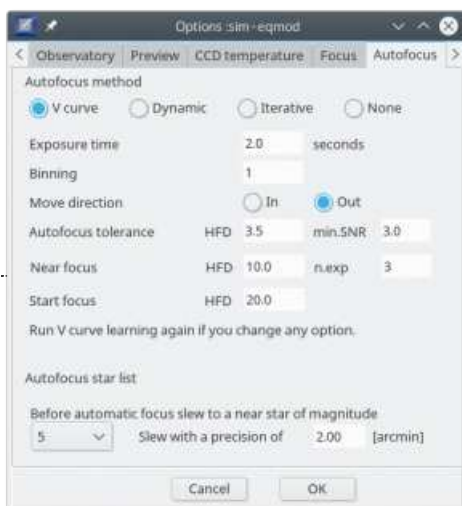 Options :sim-eqmod
Observatory Preview CCD temperature Focus Autofocus
Autofocus method
V curve Dynamic Iterative None
Exposure time 2.0 seconds
Binning 1
Move direction In Out
Autofocus tolerance HFD 3.5 min.SNR 3.0
Near focus HFD 10.0 n.exp 3
Start focus HFD 20.0
Run V curve learning again if you change any option.
Autofocus star list
Before automatic focus slew to a near star of magnitude
5 Slew with a precision of 2.00 [arcmin]
Cancel OK